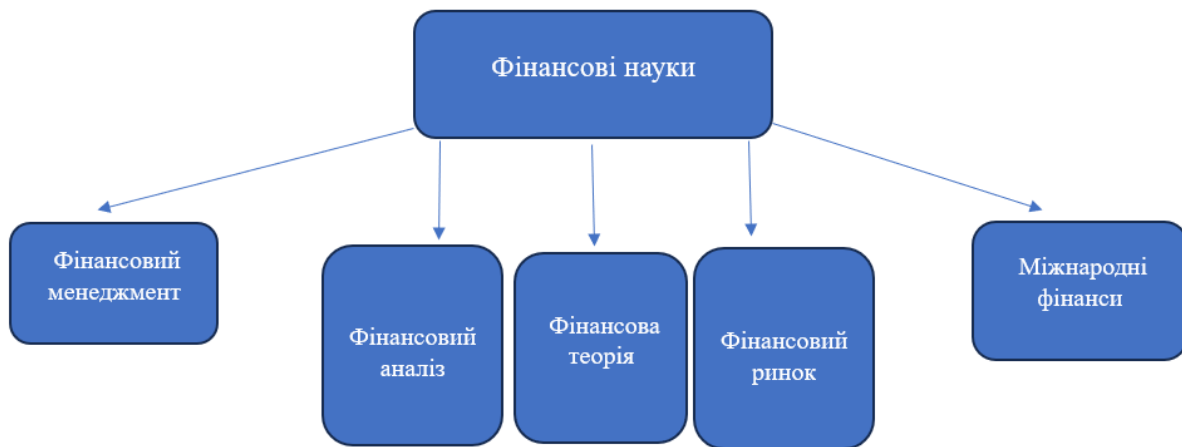 Фінансові науки
Фінансовий
менеджмент
Фінансовий
аналіз
Фінансова
теорія
Фінансовий
ринок
Міжнародні
фінанси